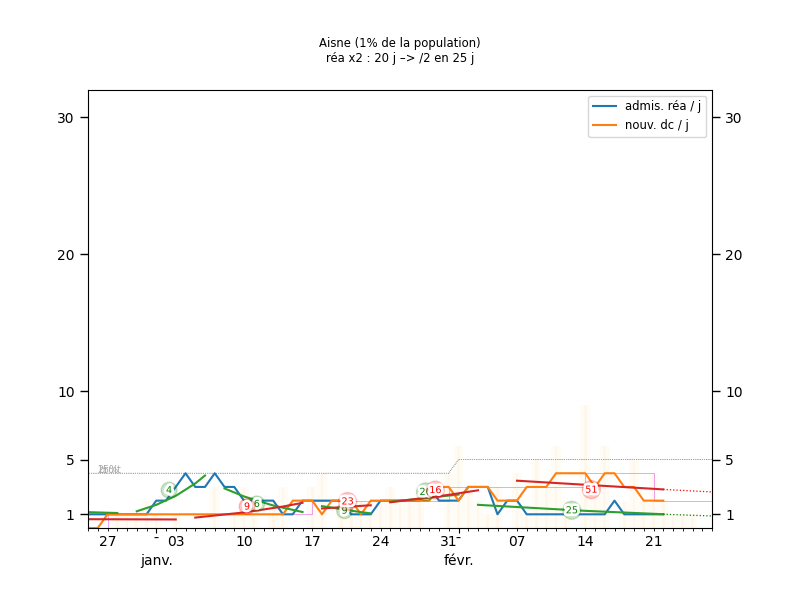 Aisne (1% de la population)
réa x2 : 20 j –> /2 en 25 j
admis. réa / j
nouv. dc / j
30 30
20 20
10 10
5 5
1 1
4 9 6 23 9 16 51 25
27 03 10 17 24 31 07 14 21
janv. févr.